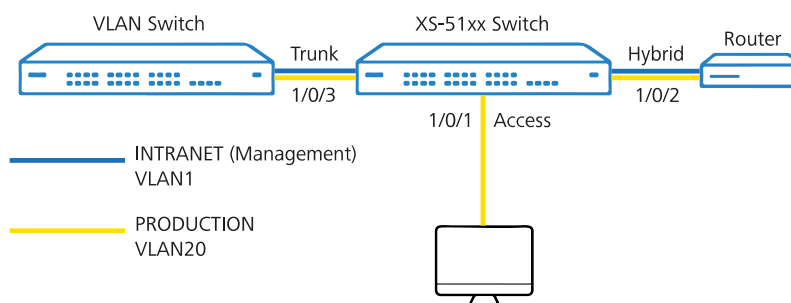 VLAN Switch
XS-51xx Switch
Router
Trunk
Hybrid
1/0/3
1/0/2
1/0/1
Access
INTRANET (Management)
VLAN1
PRODUCTION
VLAN20